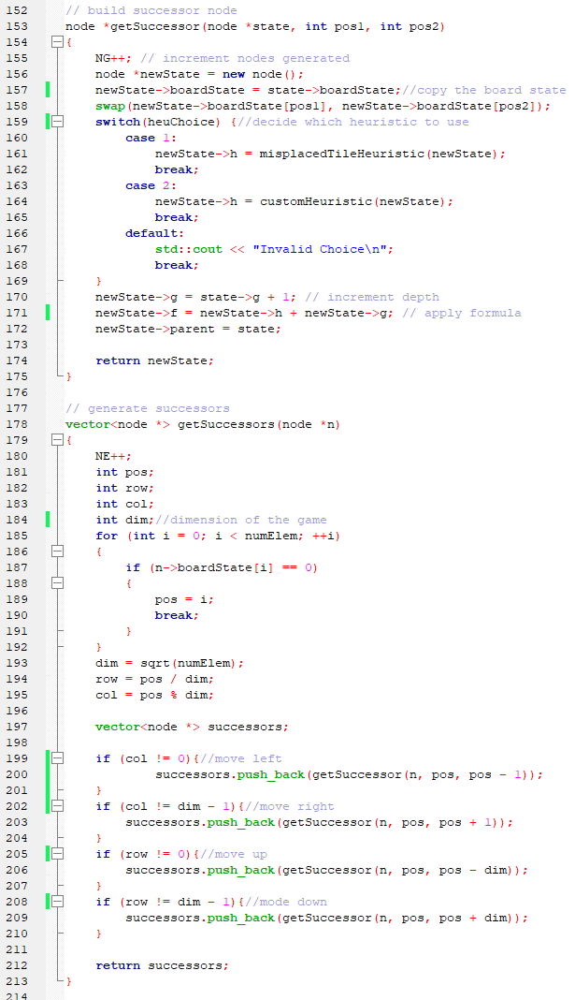 152 // build successor node
153 node *getSuccessor(node *state, int pos1, int pos2)
154 {
155 NG++; // increment nodes generated
156 node *newState = new node();
157 newState->boardState = state->boardState;//copy the board state
158 swap(newState->boardState[pos1], newState->boardState[pos2]);
159 switch(heuChoice) {//decide which heuristic to use
160 case 1:
161 newState->h = misplacedTileHeuristic(newState);
162 break;
163 case 2:
164 newState->h = customHeuristic(newState);
165 break;
166 default:
167 std::cout << "Invalid Choice\n";
168 break;
169 }
170 newState->g = state->g + 1; // increment depth
171 newState->f = newState->h + newState->g; // apply formula
172 newState->parent = state;
173
174 return newState;
175 }
176
177 // generate successors
178 vector<node *> getSuccessors(node *n)
179 {
180 NE++;
181 int pos;
182 int row;
183 int col;
184 int dim;//dimension of the game
185 for (int i = 0; i < numElem; ++i)
186 {
187 if (n->boardState[i] == 0)
188 {
189 pos = i;
190 break;
191 }
192 }
193 dim = sqrt(numElem);
194 row = pos / dim;
195 col = pos % dim;
196
197 vector<node *> successors;
198
199 if (col != 0){//move left
200 successors.push_back(getSuccessor(n, pos, pos - 1));
201 }
202 if (col != dim - 1){//move right
203 successors.push_back(getSuccessor(n, pos, pos + 1));
204 }
205 if (row != 0){//move up
206 successors.push_back(getSuccessor(n, pos, pos - dim));
207 }
208 if (row != dim - 1){//mode down
209 successors.push_back(getSuccessor(n, pos, pos + dim));
210 }
211
212 return successors;
213 }
214